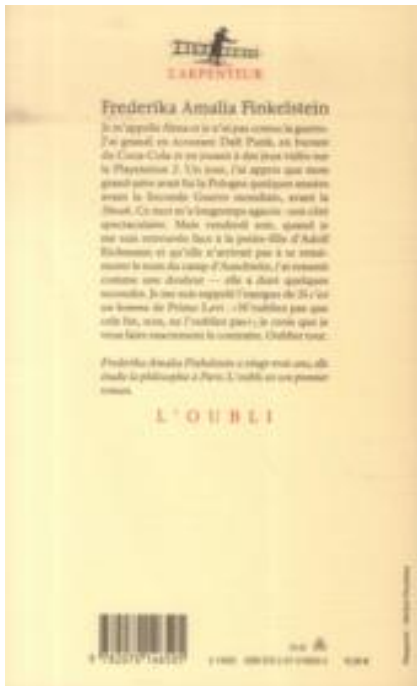 L'ARPENTEUR
Frederika Amalia Finkelstein
Je m'appelle Alma et je n'ai pas connu la guerre.
J'ai grandi en écoutant Daft Punk, en buvant
du Coca-Cola et en jouant à des jeux vidéo sur
la Playstation 2. Un jour, j'ai appris que mon
grand-père avait fui la Pologne quelques années
avant la Seconde Guerre mondiale, avant la
Shoah. Ce mot m'a longtemps agacée : son côté
spectaculaire. Mais vendredi soir, quand je
me suis retrouvée face à la petite-fille d'Adolf
Eichmann et qu'elle n'arrivait pas à se
le nom du camp d'Auschwitz, j'ai ressenti
comme une douleur — elle a duré quelques
secondes. Je me suis rappelé l'exergue de Si c'est
un homme de Primo Levi : «N'oubliez pas que
cela fut, non, ne l'oubliez pas»; je crois que je
veux faire exactement le contraire. Oublier tout.
Frederika Amalia Finkelstein a vingt-trois ans, elle
étudie la philosophie à Paris. L'oubli est son premier
roman.
L'OUBLI